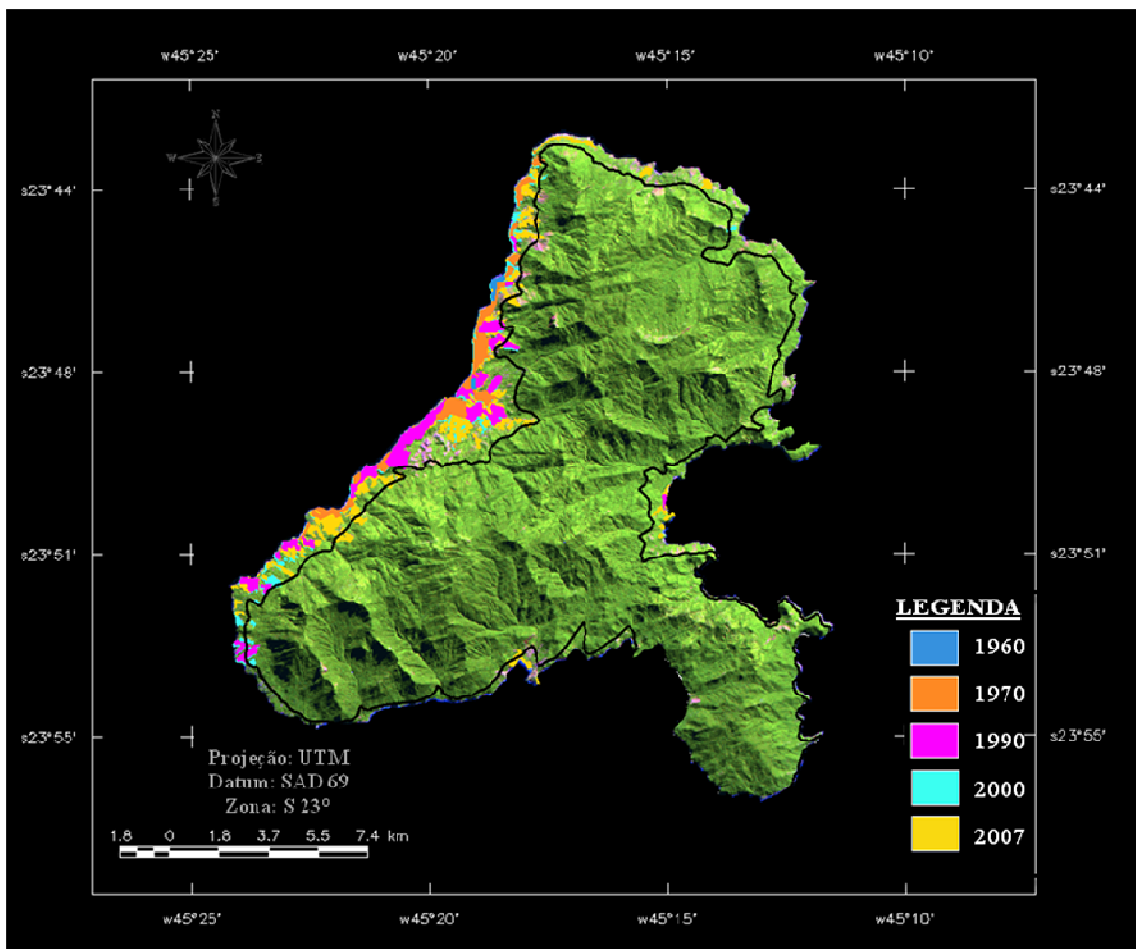 w45°25' w45°20' w45°15' w45°10'
N
W E
S
s23°44' s23°44'
s23°48' s23°48'
s23°51' s23°51'
LEGENDA
1960
1970
1990
2000
2007
s23°55' s23°55'
Projeção: UTM
Datum: SAD 69
Zona: S 23º
1.8 0 1.8 3.7 5.5 7.4 km
w45°25' w45°20' w45°15' w45°10'